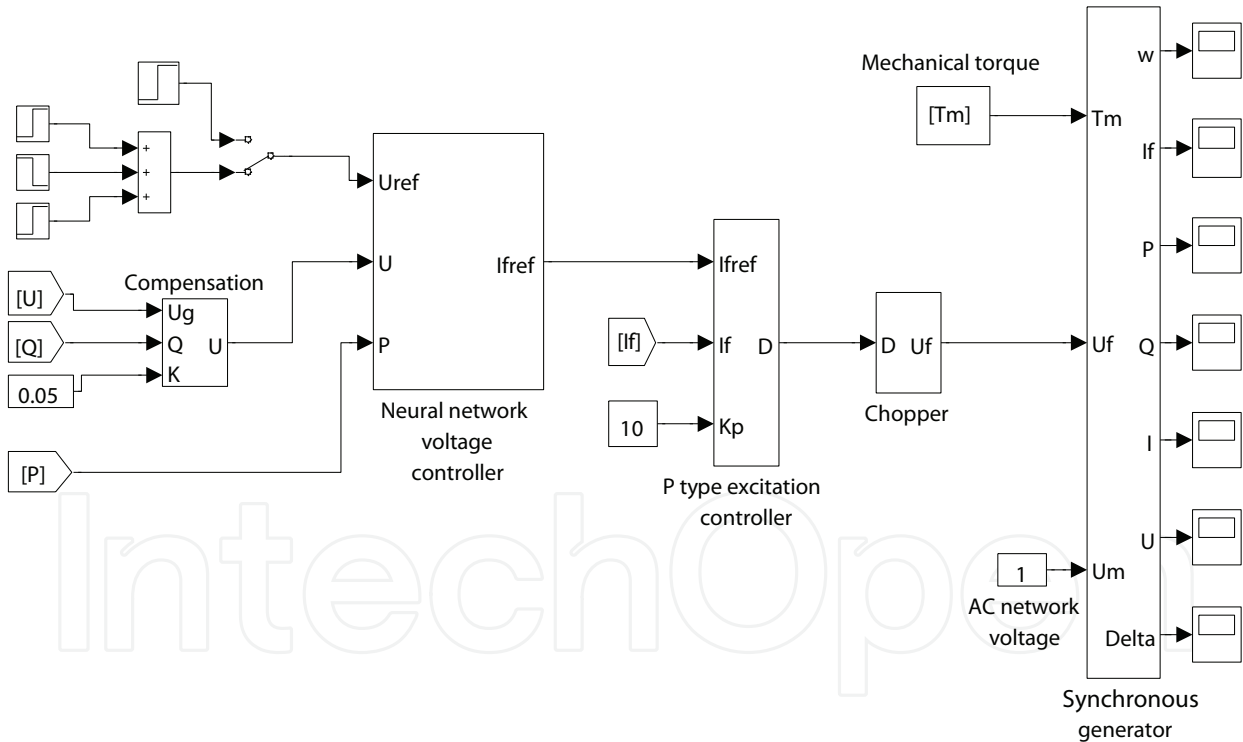 Mechanical torque
[Tm]
Tm
w
If
P
Q
I
U
Delta
Uf
Um
+
+
+
Uref
U
P
Ifref
Neural network
voltage
controller
[U]
[Q]
0.05
[P]
Compensation
Ug
Q
K
U
Ifref
If
Kp
D
[If]
10
P type excitation
controller
D
Uf
Chopper
1
AC network
voltage
Synchronous
generator
IntechOpen